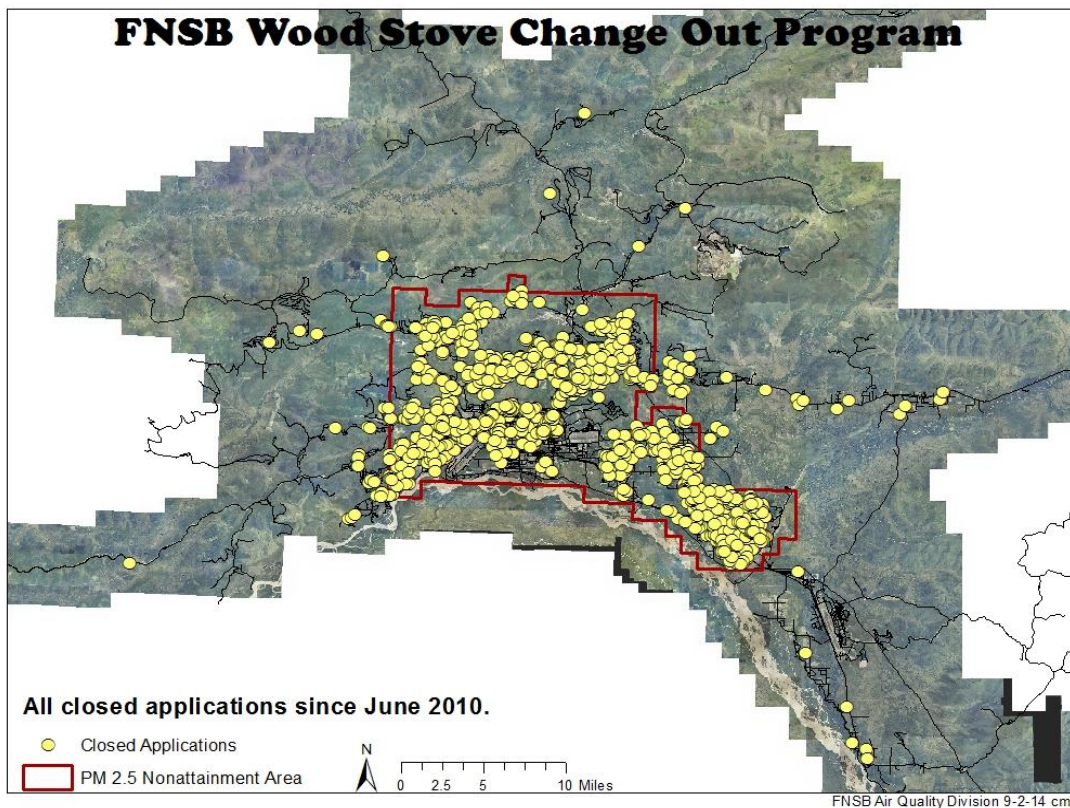 FNSB Wood Stove Change Out Program
All closed applications since June 2010.
Closed Applications
PM 2.5 Nonattainment Area
N
0 2.5 5 10 Miles
FNSB Air Quality Division 9-2-14 cm